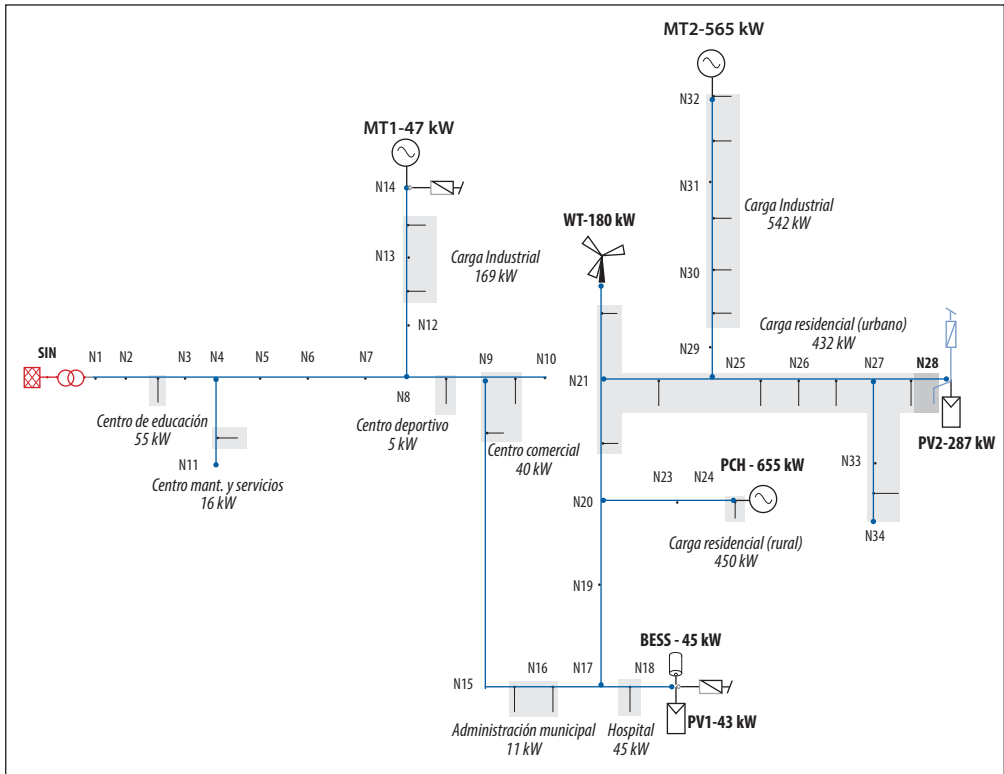 MT2-565 kW
N32
MT1-47 kW
N14
N31
Carga Industrial
542 kW
WT-180 kW
N13
Carga Industrial
169 kW
N30
N12
Carga residencial (urbano)
432 kW
N29
SIN
N1
N2
N3
N4
N5
N6
N7
N8
N9
N10
N21
N25
N26
N27
N28
Centro de educación
55 kW
Centro deportivo
5 kW
Centro comercial
40 kW
PV2-287 kW
N11
Centro mant. y servicios
16 kW
N33
PCH - 655 kW
N23
N24
N20
Carga residencial (rural)
450 kW
N34
N19
BESS - 45 kW
N15
N16
N17
N18
Administración municipal
11 kW
Hospital
45 kW
PV1-43 kW